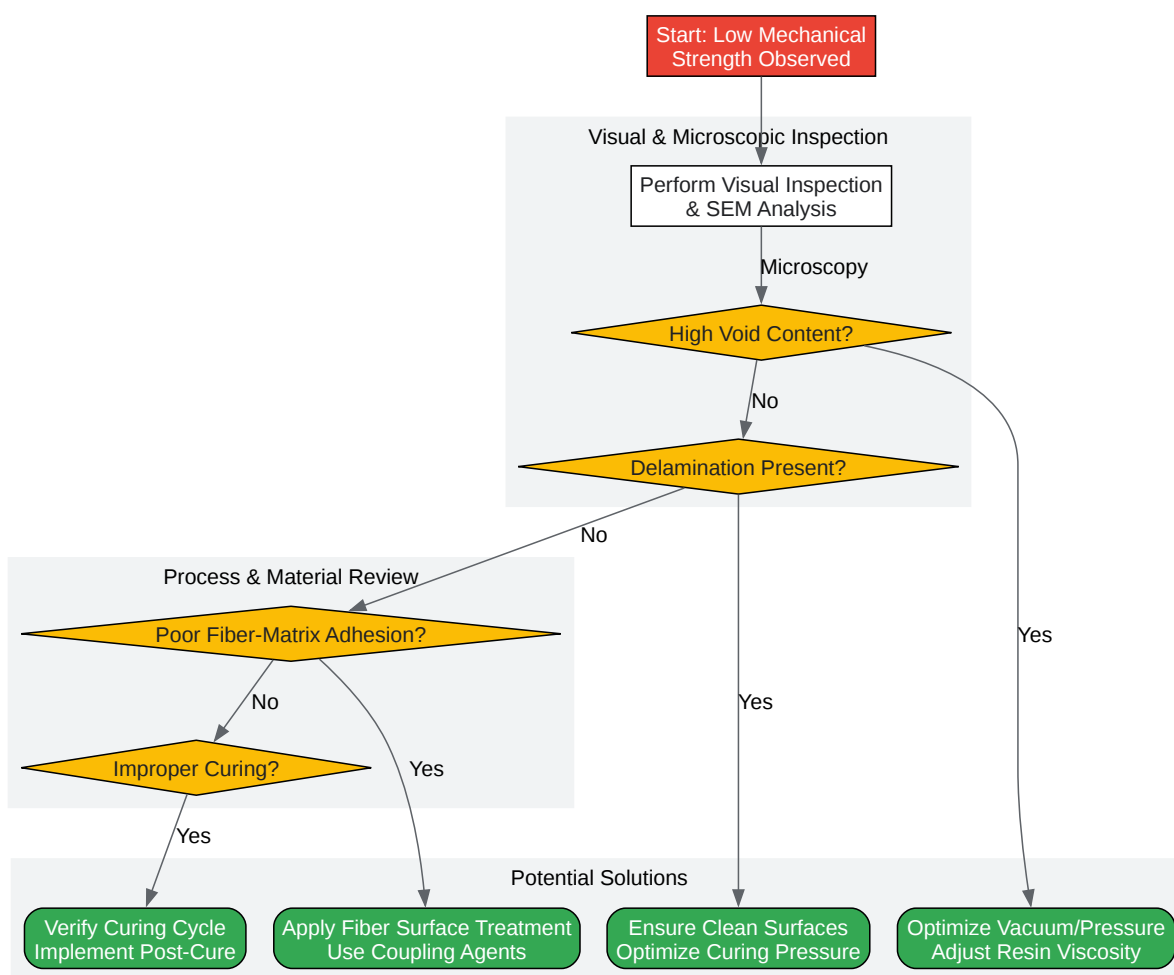 Start: Low Mechanical
Strength Observed
Visual & Microscopic Inspection
Perform Visual Inspection
& SEM Analysis
Microscopy
High Void Content?
No
Delamination Present?
No
Process & Material Review
Poor Fiber-Matrix Adhesion?
Yes
No
Yes
Improper Curing?
Yes
Yes
Potential Solutions
Verify Curing Cycle
Implement Post-Cure
Apply Fiber Surface Treatment
Use Coupling Agents
Ensure Clean Surfaces
Optimize Curing Pressure
Optimize Vacuum/Pressure
Adjust Resin Viscosity